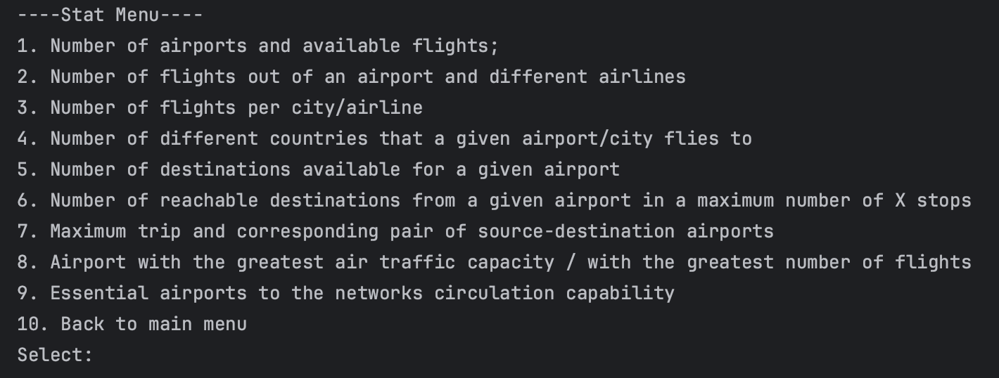 ----Stat Menu----
1. Number of airports and available flights;
2. Number of flights out of an airport and different airlines
3. Number of flights per city/airline
4. Number of different countries that a given airport/city flies to
5. Number of destinations available for a given airport
6. Number of reachable destinations from a given airport in a maximum number of X stops
7. Maximum trip and corresponding pair of source-destination airports
8. Airport with the greatest air traffic capacity / with the greatest number of flights
9. Essential airports to the networks circulation capability
10. Back to main menu
Select: